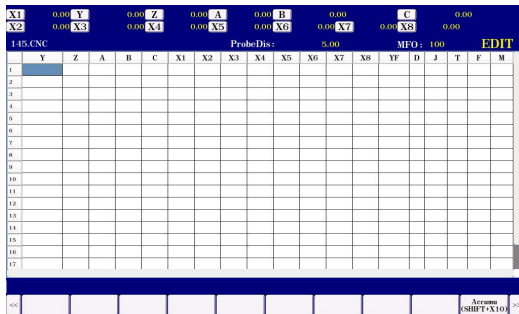 X1 0.00 Y 0.00 Z 0.00 A 0.00 B 0.00 C 0.00
X2 0.00 X3 0.00 X4 0.00 X5 0.00 X6 0.00 X7 0.00 X8 0.00
145.CNC ProbeDis: 5.00 MFO: 100 EDIT
Y Z A B C X1 X2 X3 X4 X5 X6 X7 X8 YF D J T F M
1
2
3
4
5
6
7
8
9
10
11
12
13
14
15
16
17
<< Accumu >>
(SHIFT+X10)